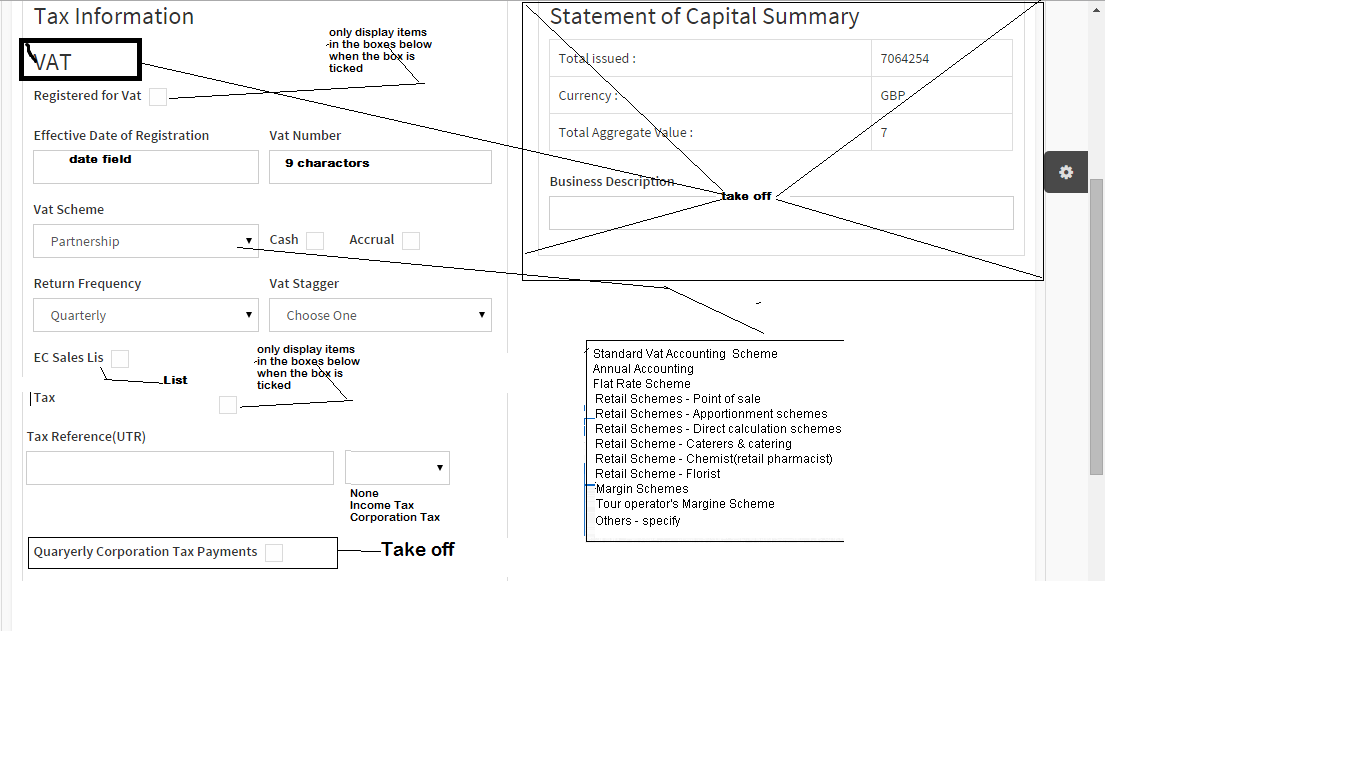 Tax Information
VAT
only display items
in the boxes below
when the box is
ticked
Registered for Vat
Effective Date of Registration
Vat Number
date field
9 charactors
Vat Scheme
Partnership
Cash
Accrual
Return Frequency
Vat Stagger
Quarterly
Choose One
EC Sales Lis
List
only display items
in the boxes below
when the box is
ticked
Tax
Tax Reference(UTR)
None
Income Tax
Corporation Tax
Quaryerly Corporation Tax Payments
Take off
Statement of Capital Summary
Total issued :
7064254
Currency :
GBP
Total Aggregate Value :
7
Business Description
take off
Standard Vat Accounting Scheme
Annual Accounting
Flat Rate Scheme
Retail Schemes - Point of sale
Retail Schemes - Apportionment schemes
Retail Schemes - Direct calculation schemes
Retail Scheme - Caterers & catering
Retail Scheme - Chemist(retail pharmacist)
Retail Scheme - Florist
Margin Schemes
Tour operator's Margine Scheme
Others - specify